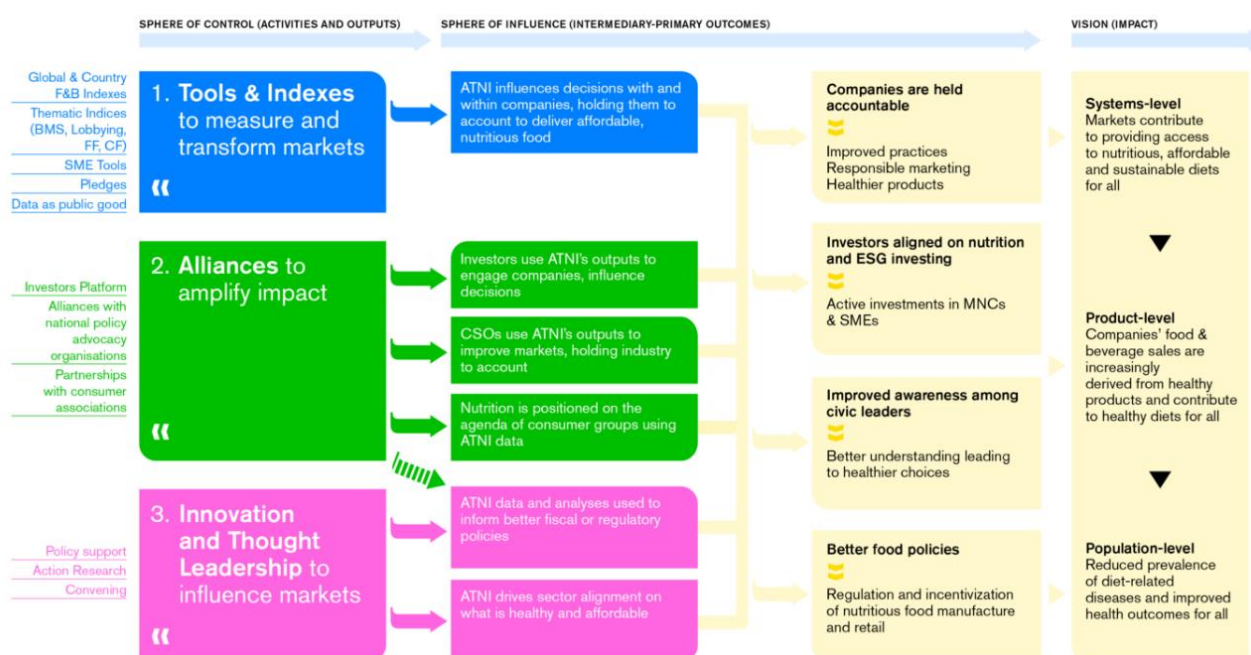 SPHERE OF CONTROL (ACTIVITIES AND OUTPUTS)
SPHERE OF INFLUENCE (INTERMEDIARY-PRIMARY OUTCOMES)
VISION (IMPACT)
Global & Country
F&B Indexes
Thematic Indices
(BMS, Lobbying,
FF, CF)
SME Tools
Pledges
Data as public good
1. Tools & Indexes
to measure and
transform markets
ATNI influences decisions with and
within companies, holding them to
account to deliver affordable,
nutritious food
Investors Platform
Alliances with
national policy
advocacy
organisations
Partnerships
with consumer
associations
2. Alliances to
amplify impact
Investors use ATNI's outputs to
engage companies, influence
decisions
CSOs use ATNI's outputs to
improve markets, holding industry
to account
Nutrition is positioned on the
agenda of consumer groups using
ATNI data
Policy support
Action Research
Convening
3. Innovation
and Thought
Leadership to
influence markets
ATNI data and analyses used to
inform better fiscal or regulatory
policies
ATNI drives sector alignment on
what is healthy and affordable
Companies are held
accountable
Improved practices
Responsible marketing
Healthier products
Investors aligned on nutrition
and ESG investing
Active investments in MNCs
& SMEs
Improved awareness among
civic leaders
Better understanding leading
to healthier choices
Better food policies
Regulation and incentivization
of nutritious food manufacture
and retail
Systems-level
Markets contribute
to providing access
to nutritious, affordable
and sustainable diets
for all
Product-level
Companies' food &
beverage sales are
increasingly
derived from healthy
products and contribute
to healthy diets for all
Population-level
Reduced prevalence
of diet-related
diseases and improved
health outcomes for all